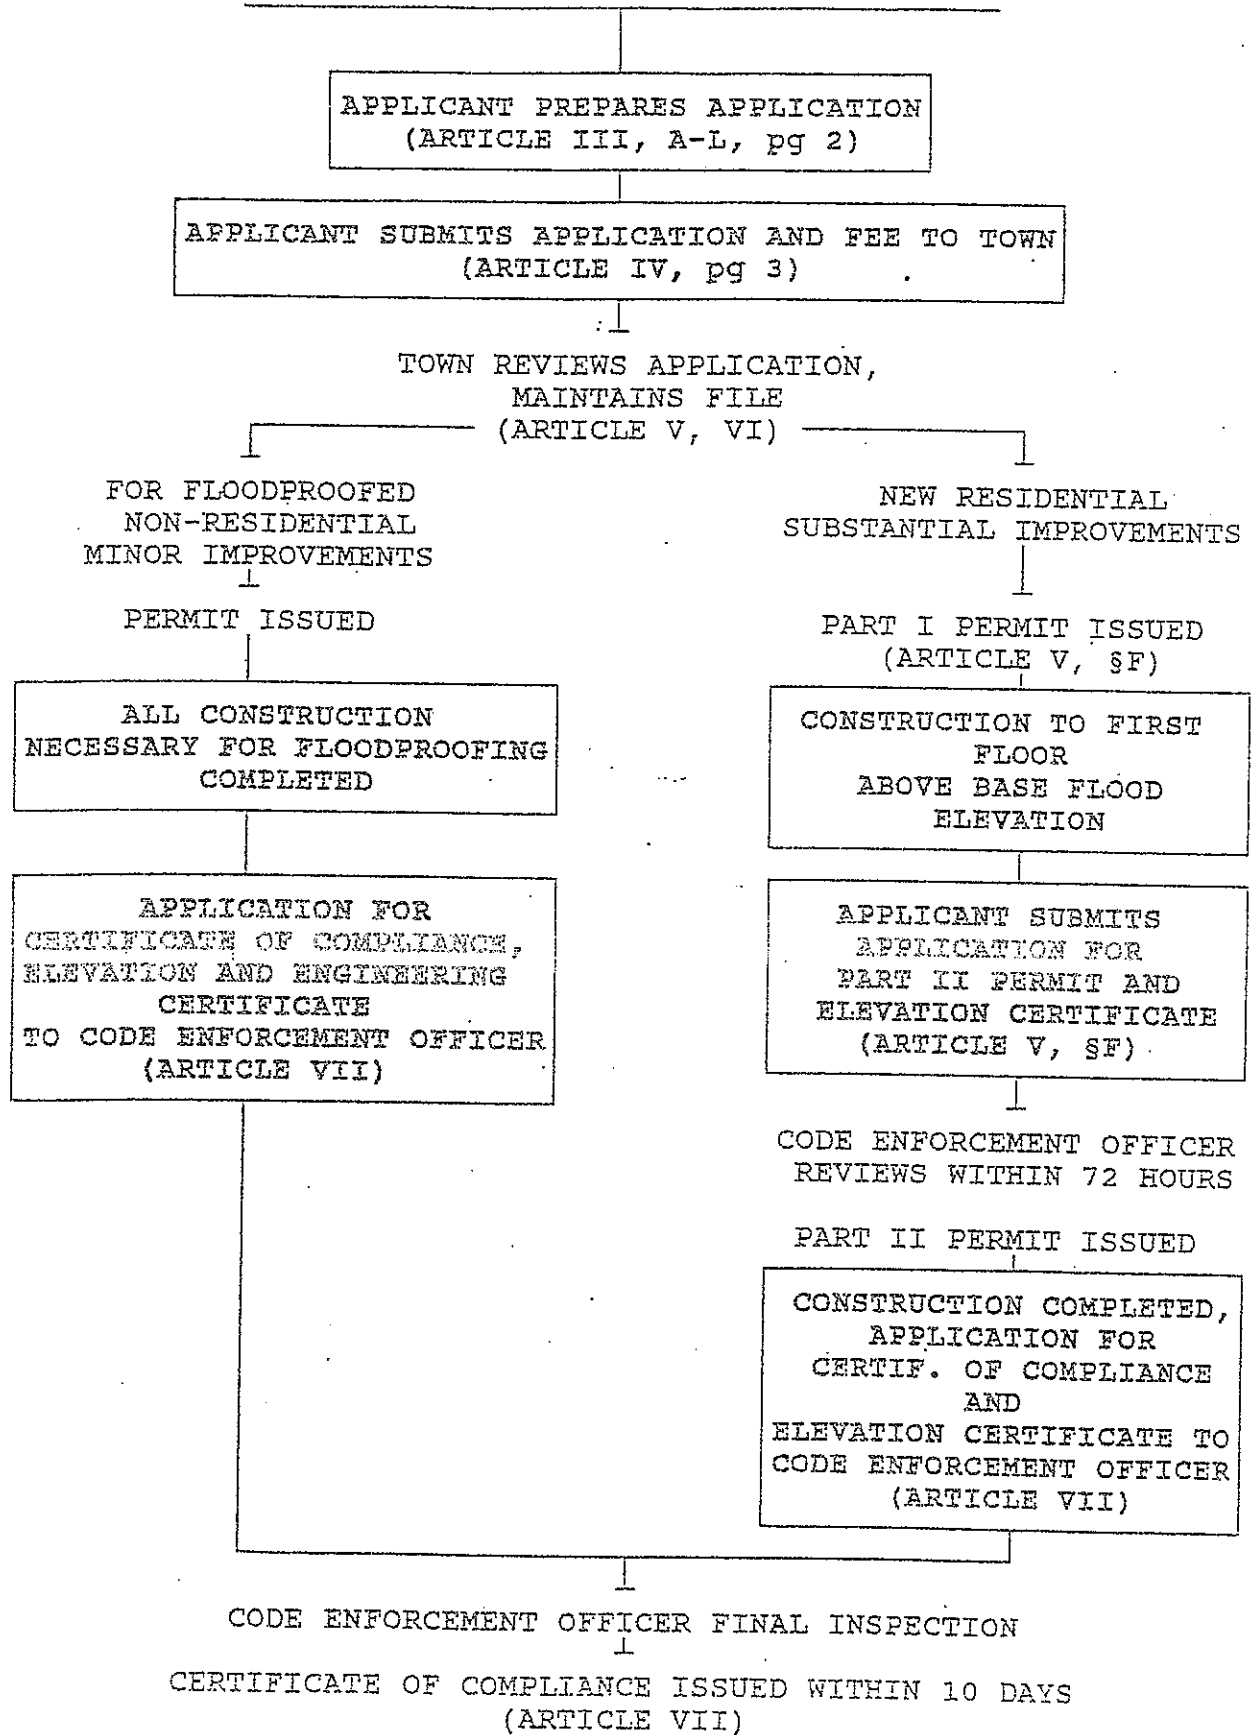 APPLICANT PREPARES APPLICATION
(ARTICLE III, A-L, pg 2)
APPLICANT SUBMITS APPLICATION AND FEE TO TOWN
(ARTICLE IV, pg 3)
TOWN REVIEWS APPLICATION,
MAINTAINS FILE
(ARTICLE V, VI)
FOR FLOODPROOFED
NON-RESIDENTIAL
MINOR IMPROVEMENTS
PERMIT ISSUED
ALL CONSTRUCTION
NECESSARY FOR FLOODPROOFING
COMPLETED
APPLICATION FOR
CERTIFICATE OF COMPLIANCE,
ELEVATION AND ENGINEERING
CERTIFICATE
TO CODE ENFORCEMENT OFFICER
(ARTICLE VII)
NEW RESIDENTIAL
SUBSTANTIAL IMPROVEMENTS
PART I PERMIT ISSUED
(ARTICLE V, §F)
CONSTRUCTION TO FIRST
FLOOR
ABOVE BASE FLOOD
ELEVATION
APPLICANT SUBMITS
APPLICATION FOR
PART II PERMIT AND
ELEVATION CERTIFICATE
(ARTICLE V, §F)
CODE ENFORCEMENT OFFICER
REVIEWS WITHIN 72 HOURS
PART II PERMIT ISSUED
CONSTRUCTION COMPLETED,
APPLICATION FOR
CERTIF. OF COMPLIANCE
AND
ELEVATION CERTIFICATE TO
CODE ENFORCEMENT OFFICER
(ARTICLE VII)
CODE ENFORCEMENT OFFICER FINAL INSPECTION
CERTIFICATE OF COMPLIANCE ISSUED WITHIN 10 DAYS
(ARTICLE VII)